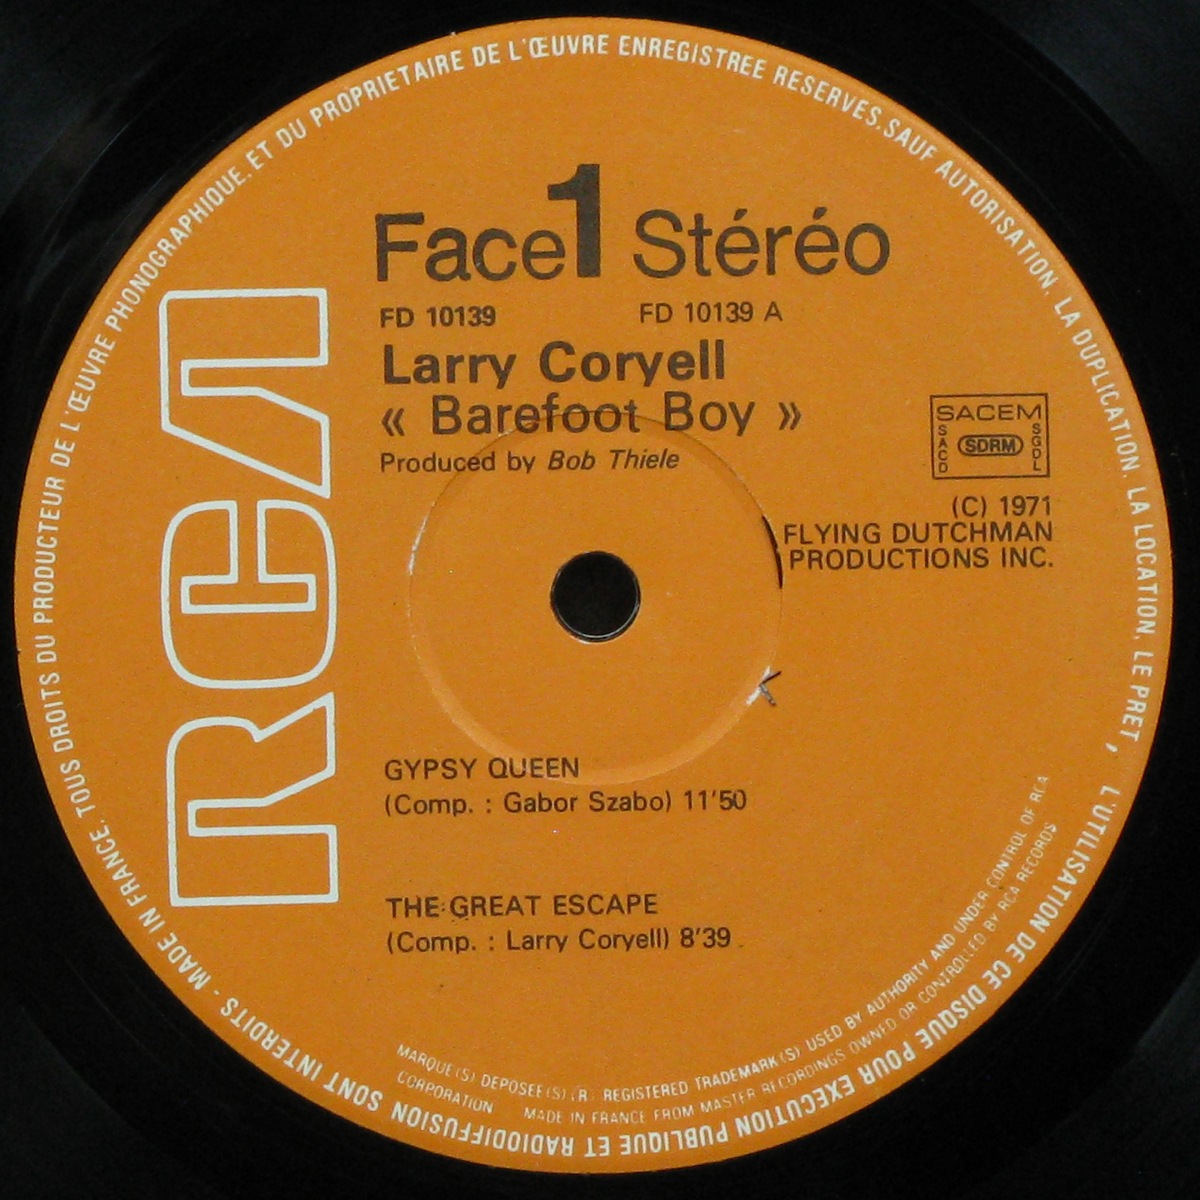 MADE IN FRANCE. TOUS DROITS DU PRODUCTEUR DE L'ŒUVRE PHONOGRAPHIQUE. ET DU PROPRIETAIRE DE L'ŒUVRE ENREGISTREE RESERVES. SAUF AUTORISATION. LA DUPLICATION. LA LOCATION. LE PRET, L'UTILISATION DE CE DISQUE POUR EXECUTION PUBLIQUE ET RADIODIFFUSION SONT INTERDITS -
RCA
Face 1 Stéréo
FD 10139 FD 10139 A
Larry Coryell
« Barefoot Boy »
Produced by Bob Thiele
SACEM
SACD
SDRM
SGDL
(C) 1971
FLYING DUTCHMAN
PRODUCTIONS INC.
GYPSY QUEEN
(Comp. : Gabor Szabo) 11'50
THE GREAT ESCAPE
(Comp. : Larry Coryell) 8'39
MARQUE(S) DEPOSEE(S) (R) REGISTERED TRADEMARK(S) USED BY AUTHORITY AND UNDER CONTROL OF RCA
CORPORATION MADE IN FRANCE FROM MASTER RECORDINGS OWNED OR CONTROLLED BY RCA RECORDS